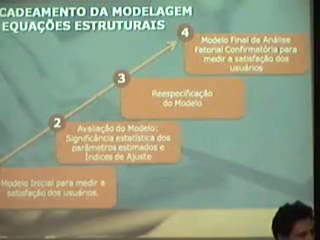 CADEAMENTO DA MODELAGEM
EQUAÇÕES ESTRUTURAIS
4
Modelo Final da Análise
Fatorial Confirmatória para
medir a satisfação dos
usuários
3
Reespecificação
do Modelo
2
Avaliação do Modelo:
Significância estatística dos
parâmetros estimados e
Índices de Ajuste
Modelo Inicial para medir a
satisfação dos usuários.